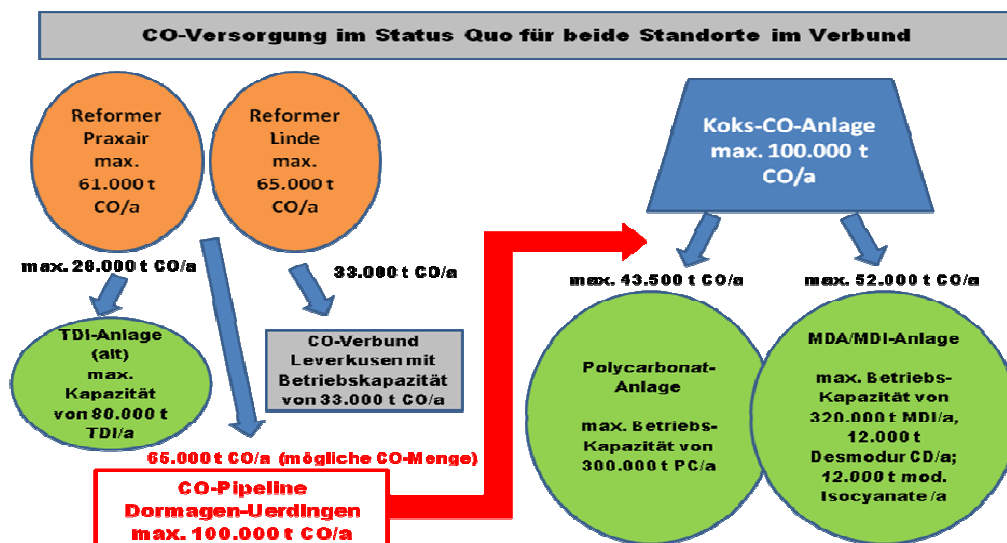 CO-Versorgung im Status Quo für beide Standorte im Verbund
Reformer
Praxair
max.
61.000 t
CO/a
Reformer
Linde
max.
65.000 t
CO/a
Koks-CO-Anlage
max. 100.000 t
CO/a
max. 28.000 t CO/a
33.000 t CO/a
max. 43.500 t CO/a
max. 52.000 t CO/a
TDI-Anlage
(alt)
max.
Kapazität
von 80.000 t
TDI/a
CO-Verbund
Leverkusen mit
Betriebskapazität
von 33.000 t CO/a
Polycarbonat-
Anlage
max. Betriebs-
Kapazität von
300.000 t PC/a
MDA/MDI-Anlage
max. Betriebs-
Kapazität von
320.000 t MDI/a,
12.000 t
Desmodur CD/a;
12.000 t mod.
Isocyanate /a
65.000 t CO/a (mögliche CO-Menge)
CO-Pipeline
Dormagen-Uerdingen
max. 100.000 t CO/a